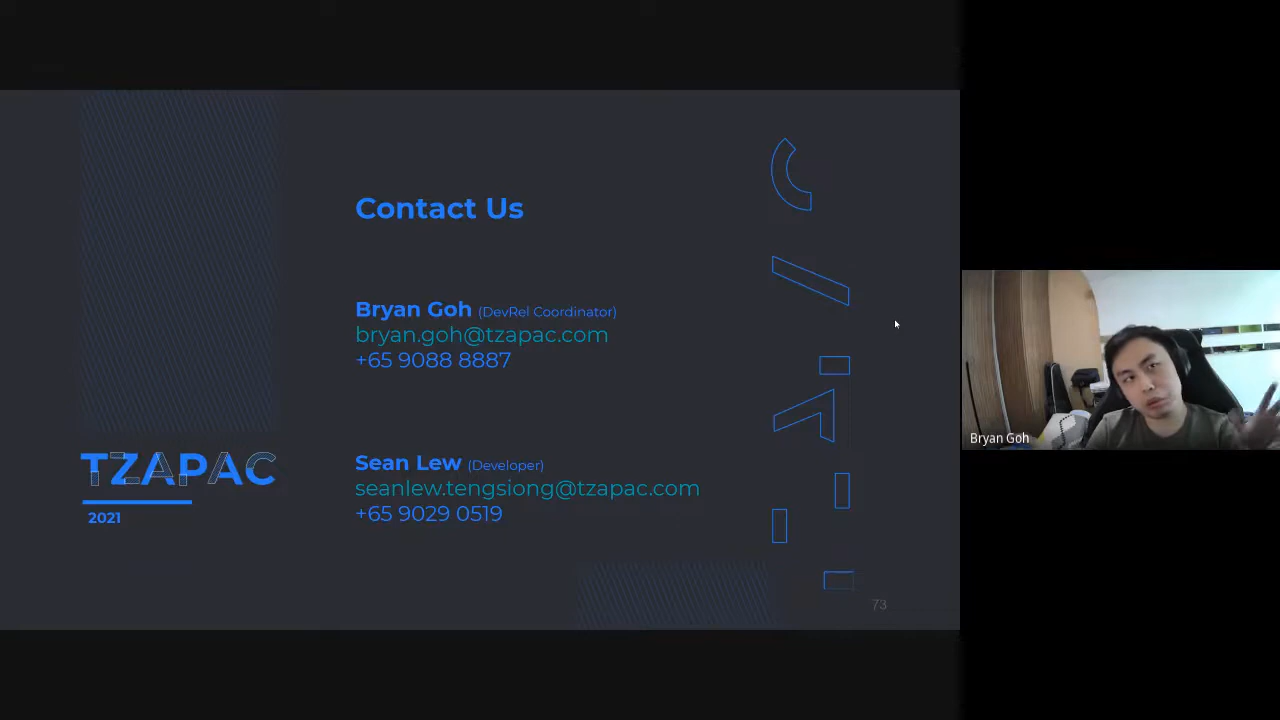 Contact Us
Bryan Goh (DevRel Coordinator)
bryan.goh@tzapac.com
+65 9088 8887
Sean Lew (Developer)
seanlew.tengsiong@tzapac.com
+65 9029 0519
TZAPAC
2021
73
Bryan Goh